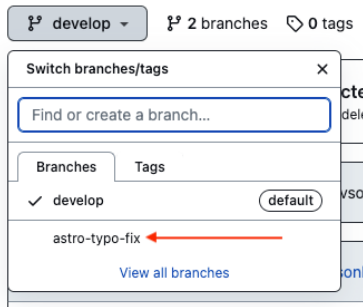 develop 2 branches 0 tags
Switch branches/tags
Find or create a branch...
Branches Tags
develop default
astro-typo-fix
View all branches